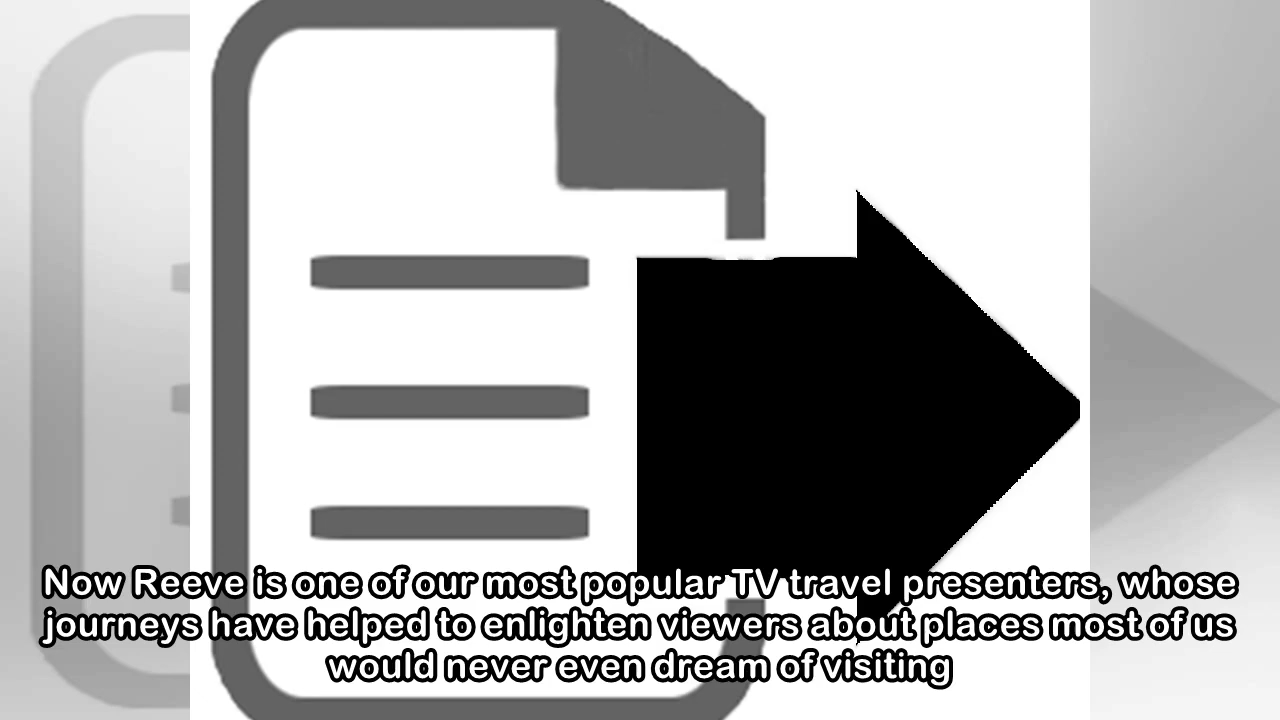 Now Reeve is one of our most popular TV travel presenters, whose
journeys have helped to enlighten viewers about places most of us
would never even dream of visiting